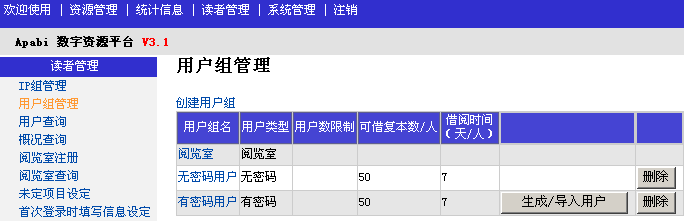 欢迎使用 | 资源管理 | 统计信息 | 读者管理 | 系统管理 | 注销
Apabi 数字资源平台 V3.1
读者管理
IP组管理
用户组管理
用户查询
概况查询
阅览室注册
阅览室查询
未定项目设定
首次登录时填写信息设定
用户组管理
创建用户组
用户组名 用户类型 用户数限制 可借复本数/人 借阅时间
(天/人)
阅览室 阅览室
无密码用户 无密码 50 7 删除
有密码用户 有密码 50 7 生成/导入用户 删除